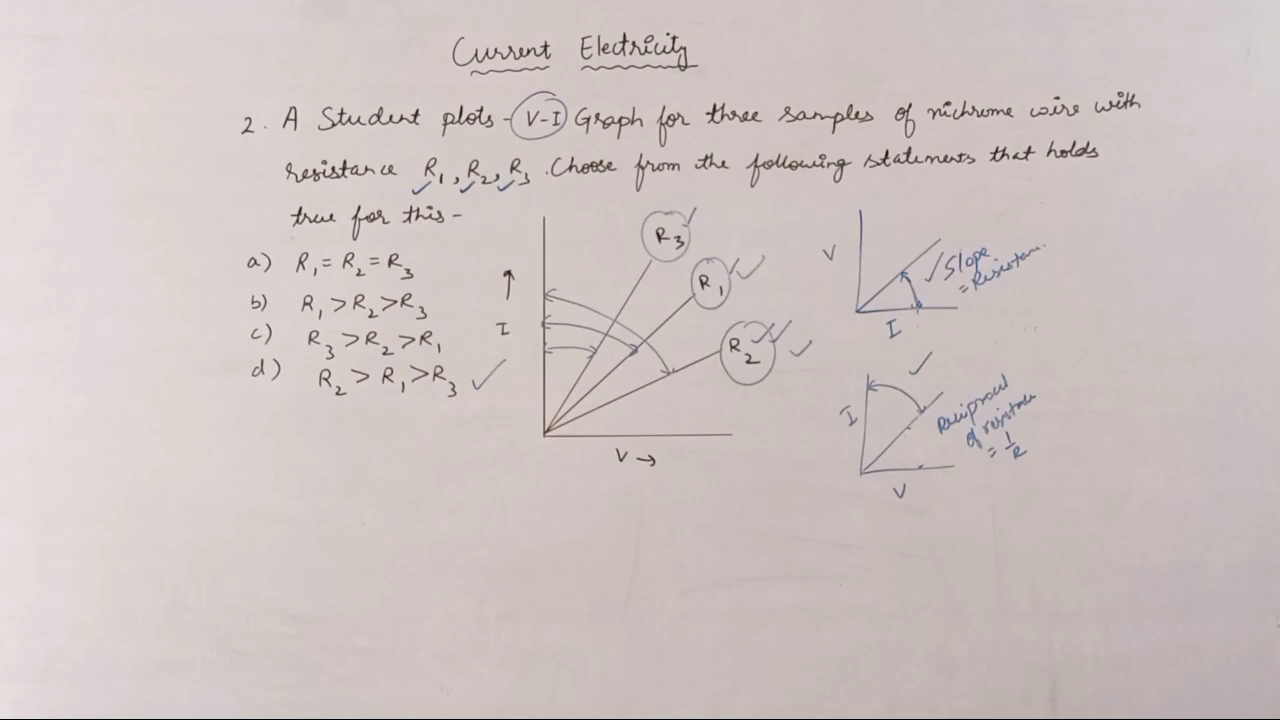 Current Electricity
2. A Student plots - V-I Graph for three samples of nichrome wire with
resistance R₁, R₂, R₃. Choose from the following statements that holds
true for this -
a) R₁ = R₂ = R₃
b) R₁ > R₂ > R₃
c) R₃ > R₂ > R₁
d) R₂ > R₁ > R₃
I
R₃
R₁
R₂
V →
V
I
Slope
= Resistan.
I
V
Reciprocal
of resistance
= 1/R